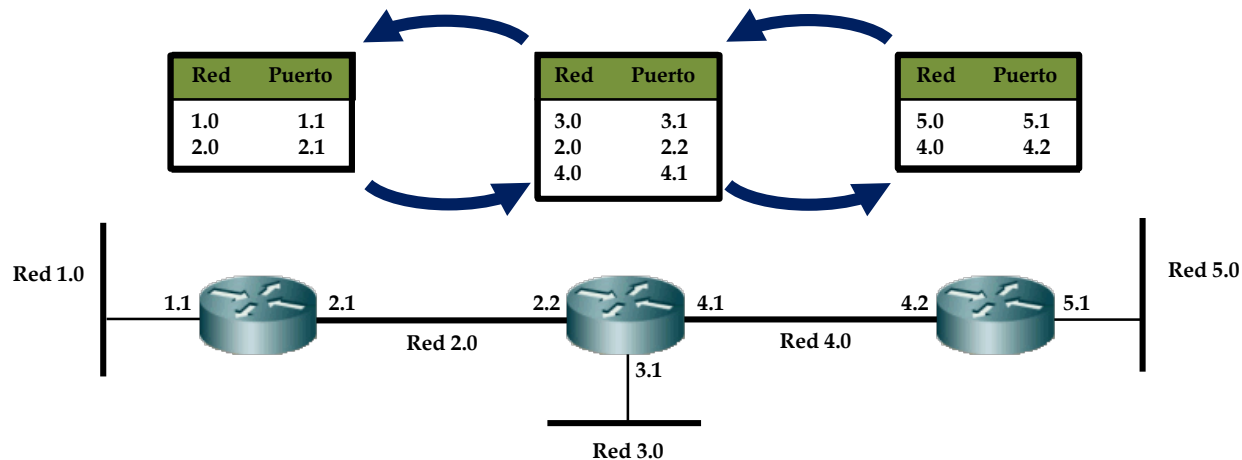 Red Puerto
1.0 1.1
2.0 2.1
Red Puerto
3.0 3.1
2.0 2.2
4.0 4.1
Red Puerto
5.0 5.1
4.0 4.2
Red 1.0
1.1
2.1
Red 2.0
2.2
4.1
3.1
Red 3.0
Red 4.0
4.2
5.1
Red 5.0